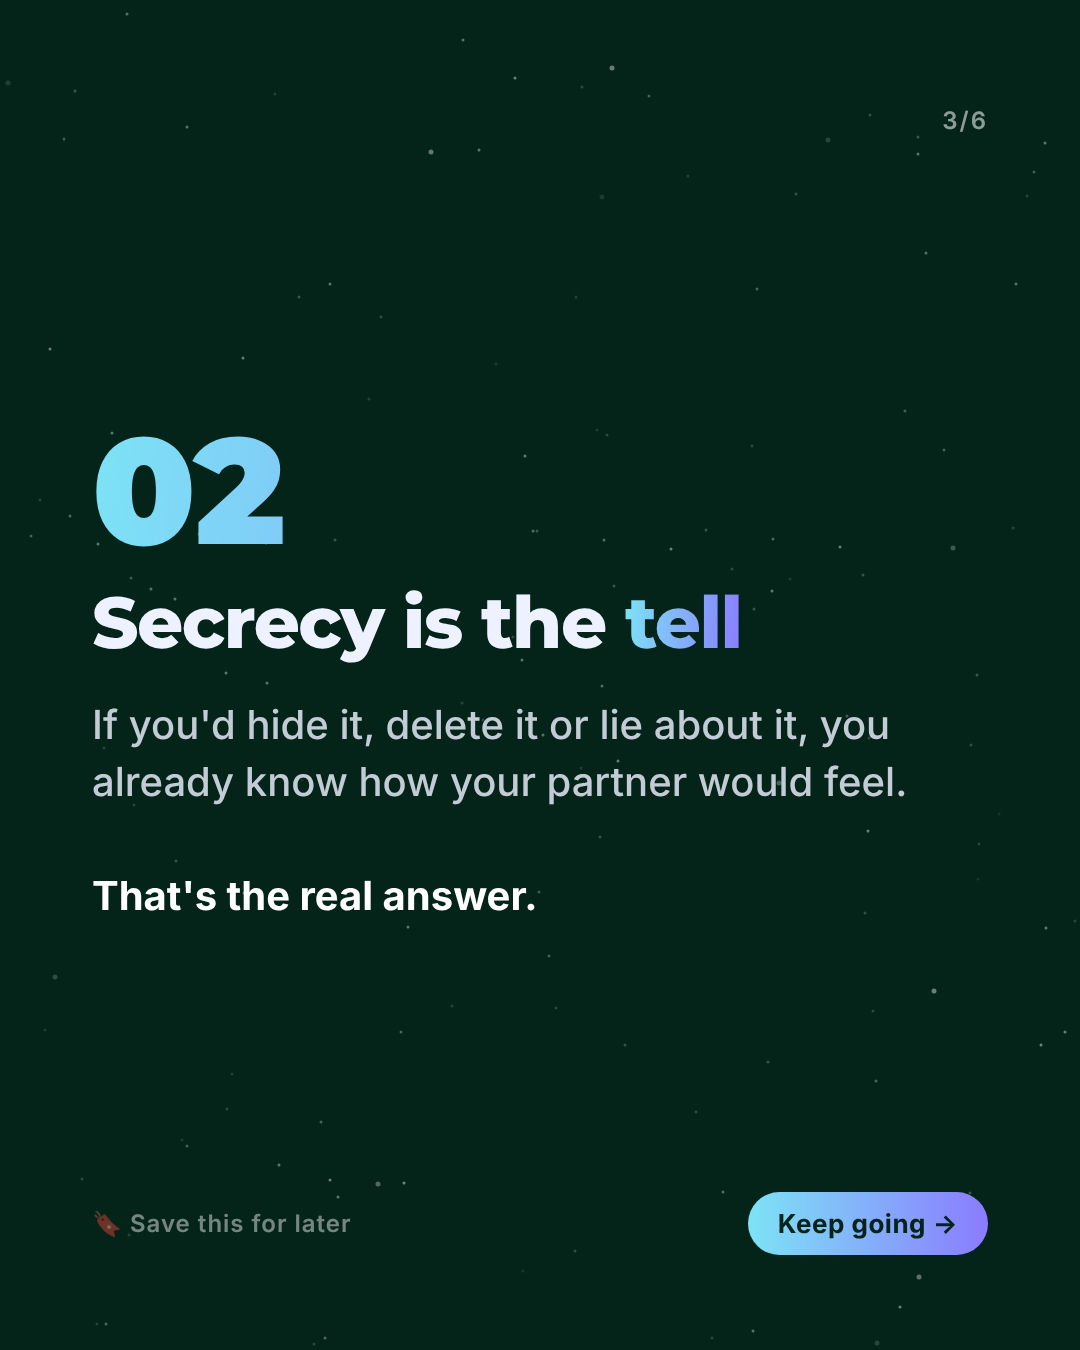 3/6
02
Secrecy is the tell
If you'd hide it, delete it or lie about it, you
already know how your partner would feel.
That's the real answer.
🔖 Save this for later
Keep going →